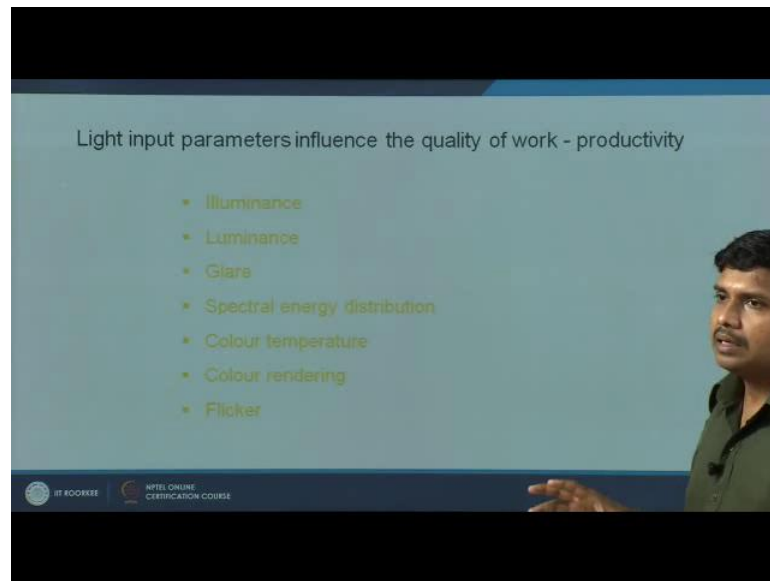 Light input parameters influence the quality of work - productivity
▪ Illuminance
▪ Luminance
▪ Glare
▪ Spectral energy distribution
▪ Colour temperature
▪ Colour rendering
▪ Flicker
IIT ROORKEE
NPTEL ONLINE
CERTIFICATION COURSE